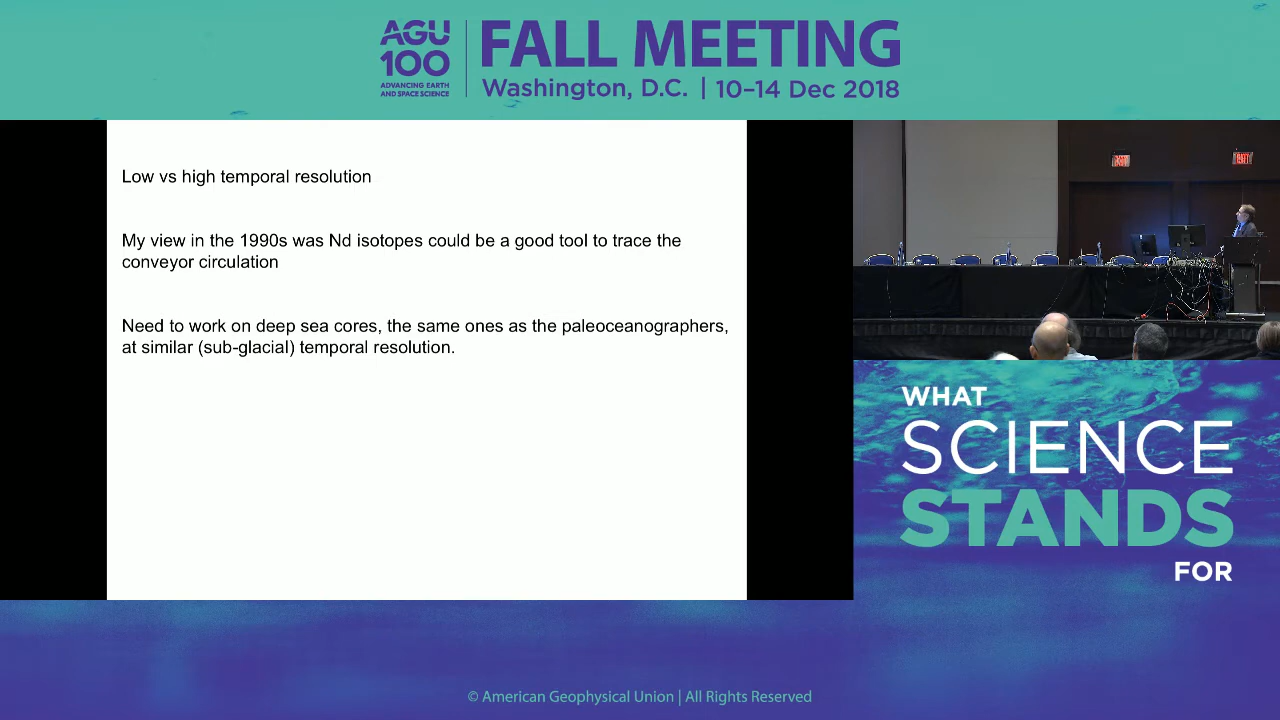 AGU
100
ADVANCING EARTH
AND SPACE SCIENCE
FALL MEETING
Washington, D.C. | 10–14 Dec 2018
Low vs high temporal resolution
My view in the 1990s was Nd isotopes could be a good tool to trace the
conveyor circulation
Need to work on deep sea cores, the same ones as the paleoceanographers,
at similar (sub-glacial) temporal resolution.
EXIT
WHAT
SCIENCE
STANDS
FOR
© American Geophysical Union | All Rights Reserved